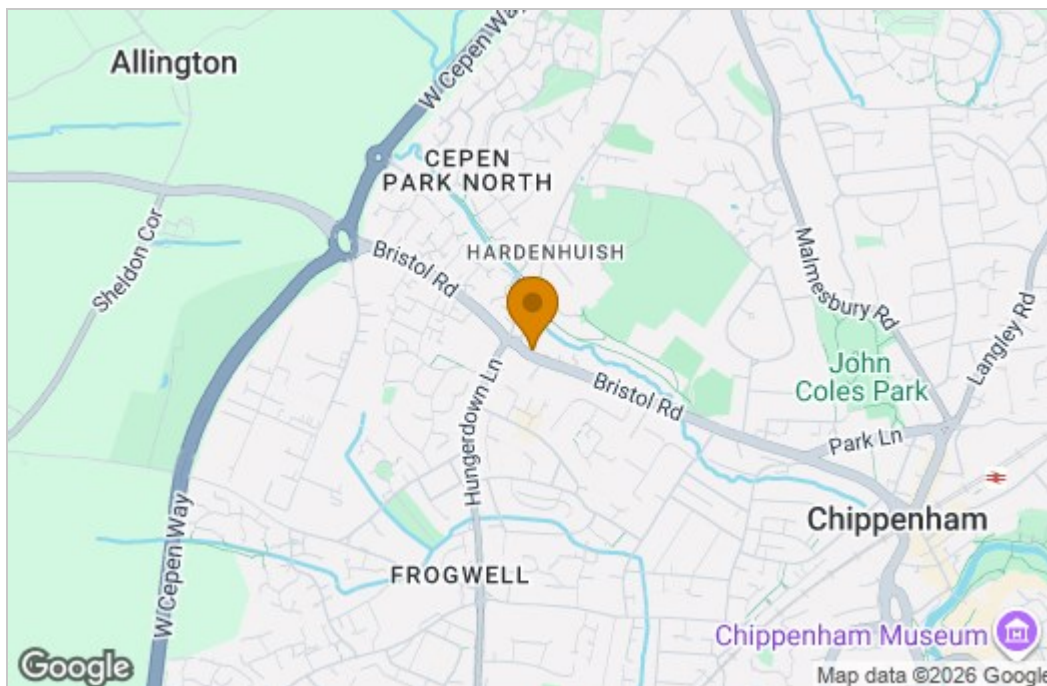 Allington
W Cepen Way
CEPEN
PARK NORTH
Sheldon Cor
Bristol Rd
HARDENHUISH
Malmesbury Rd
Langley Rd
John
Coles Park
Hungerdown Ln
Bristol Rd
Park Ln
W Cepen Way
Chippenham
FROGWELL
Chippenham Museum
Google
Map data ©2026 Google